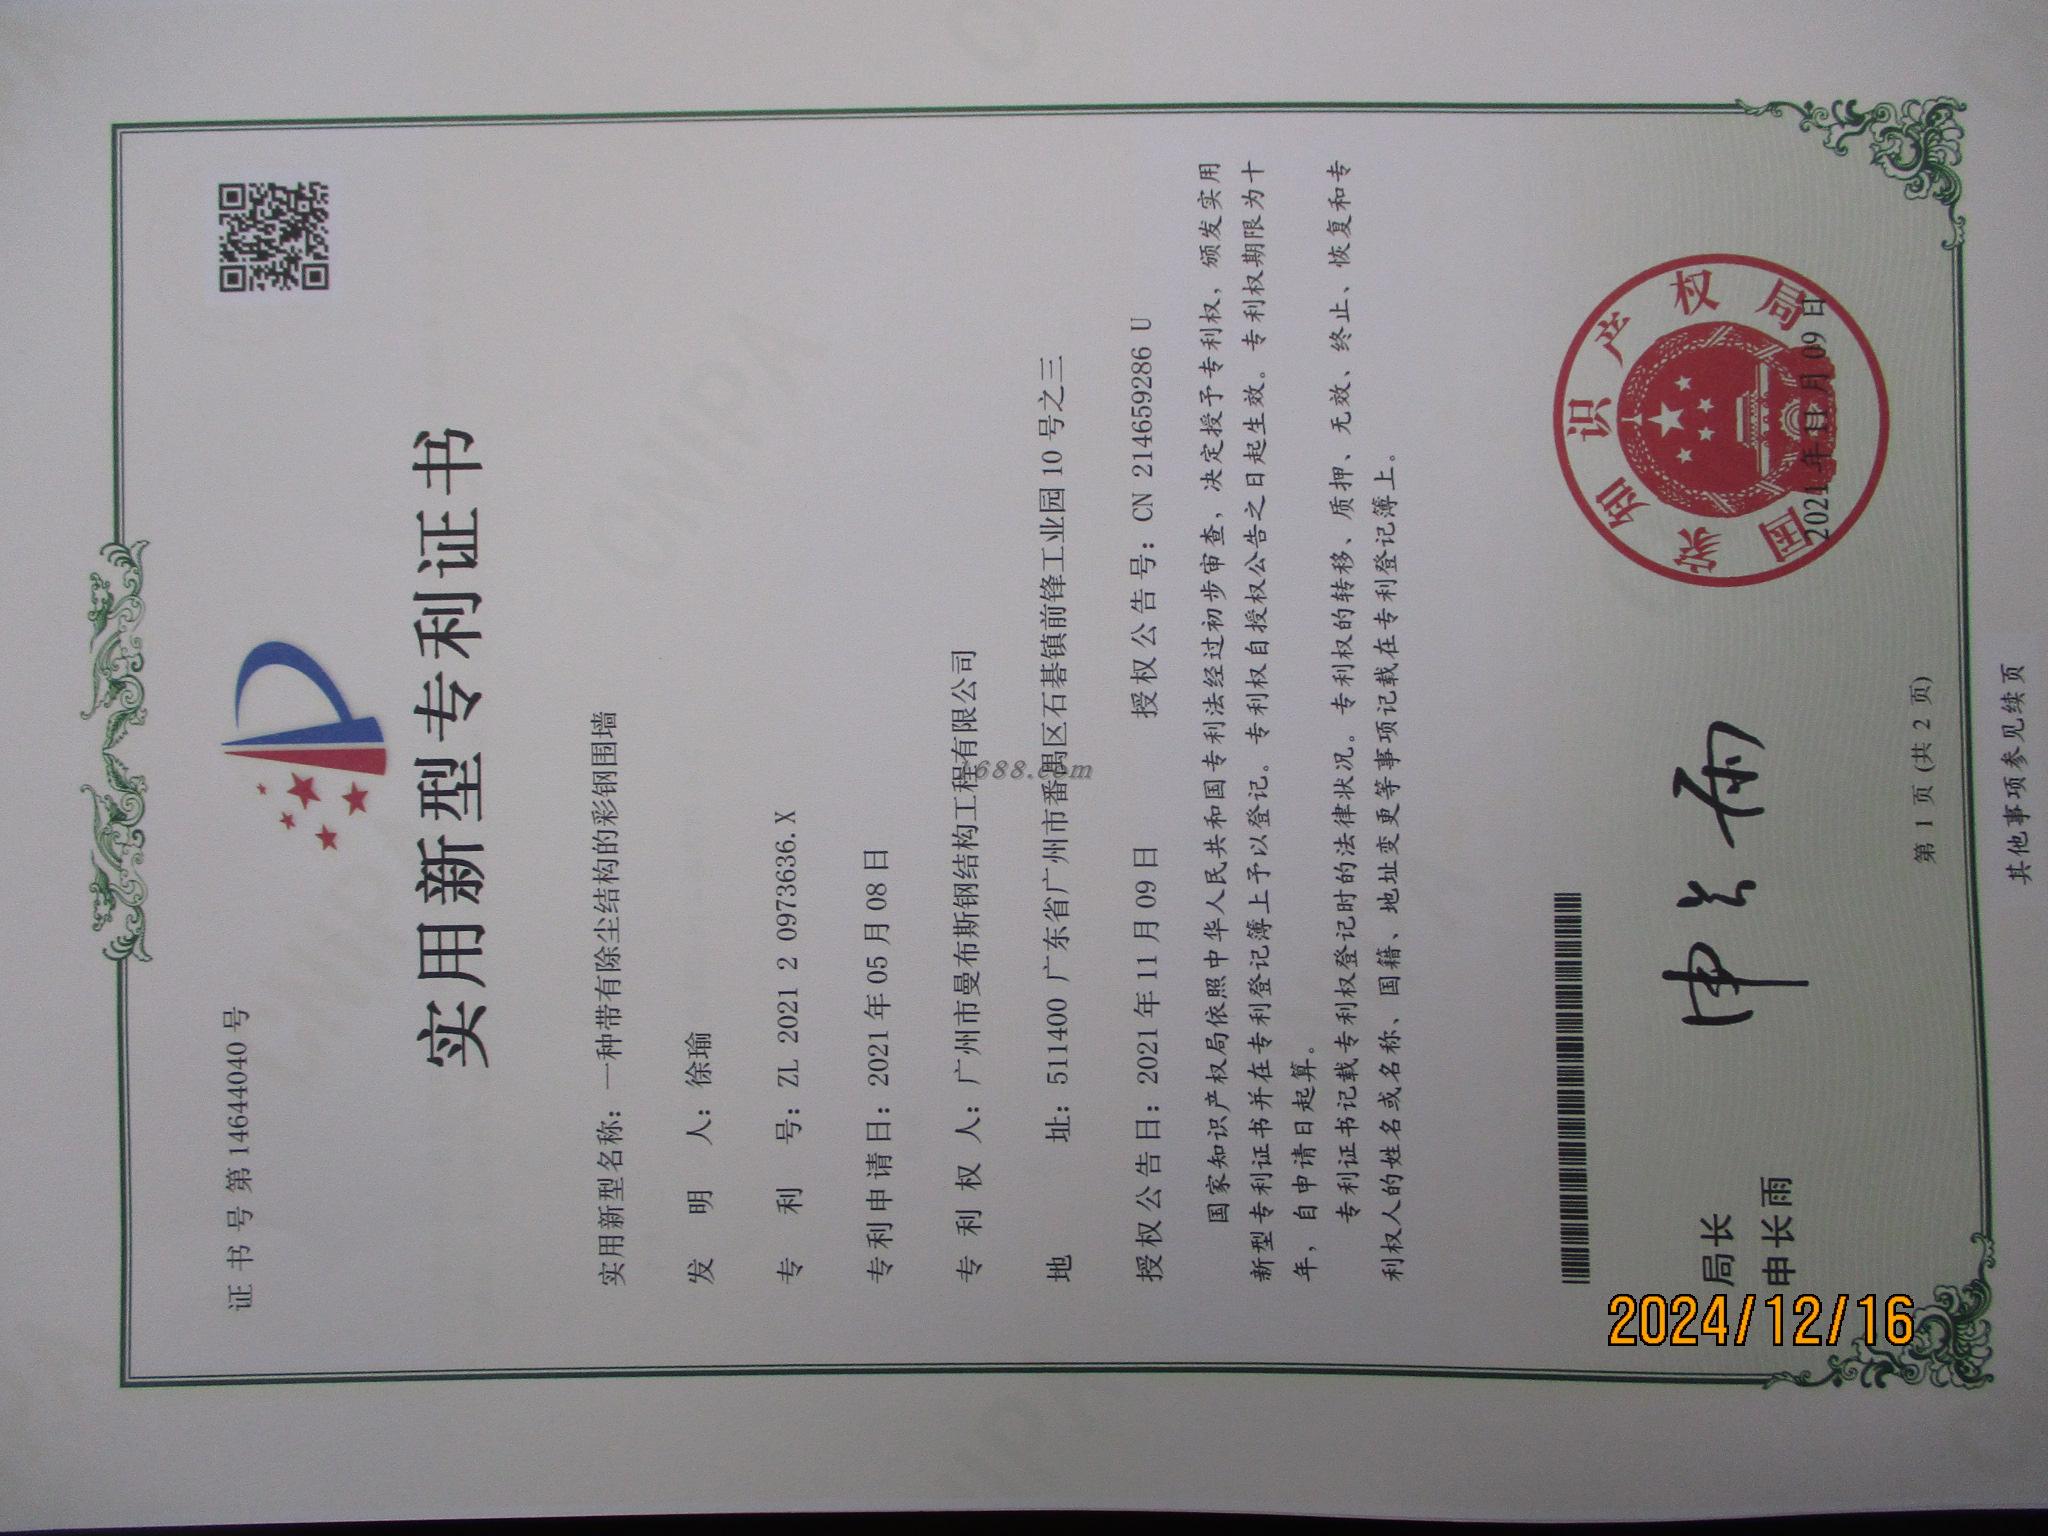 证书号第14644040号
实用新型专利证书
实用新型名称：一种带有除尘结构的彩钢围墙
发明人：徐瑜
专利号：ZL 2021 2 0973636.X
专利申请日：2021年05月08日
专利权人：广州市曼布斯钢结构工程有限公司
地址：511400 广东省广州市番禺区石碁镇前锋工业园10号之三
授权公告日：2021年11月09日 授权公告号：CN 214659286 U
国家知识产权局依照中华人民共和国专利法经过初步审查，决定授予专利权，颁发实用
新型专利证书并在专利登记簿上予以登记。专利权自授权公告之日起生效。专利权期限为十
年，自申请日起算。
专利证书记载专利权登记时的法律状况。专利权的转移、质押、无效、终止、恢复和专
利权人的姓名或名称、国籍、地址变更等事项记载在专利登记簿上。
局长
申长雨
申长雨
国家知识产权局
2021年11月09日
第 1 页 (共 2 页)
其他事项参见续页
2024/12/16
688.com